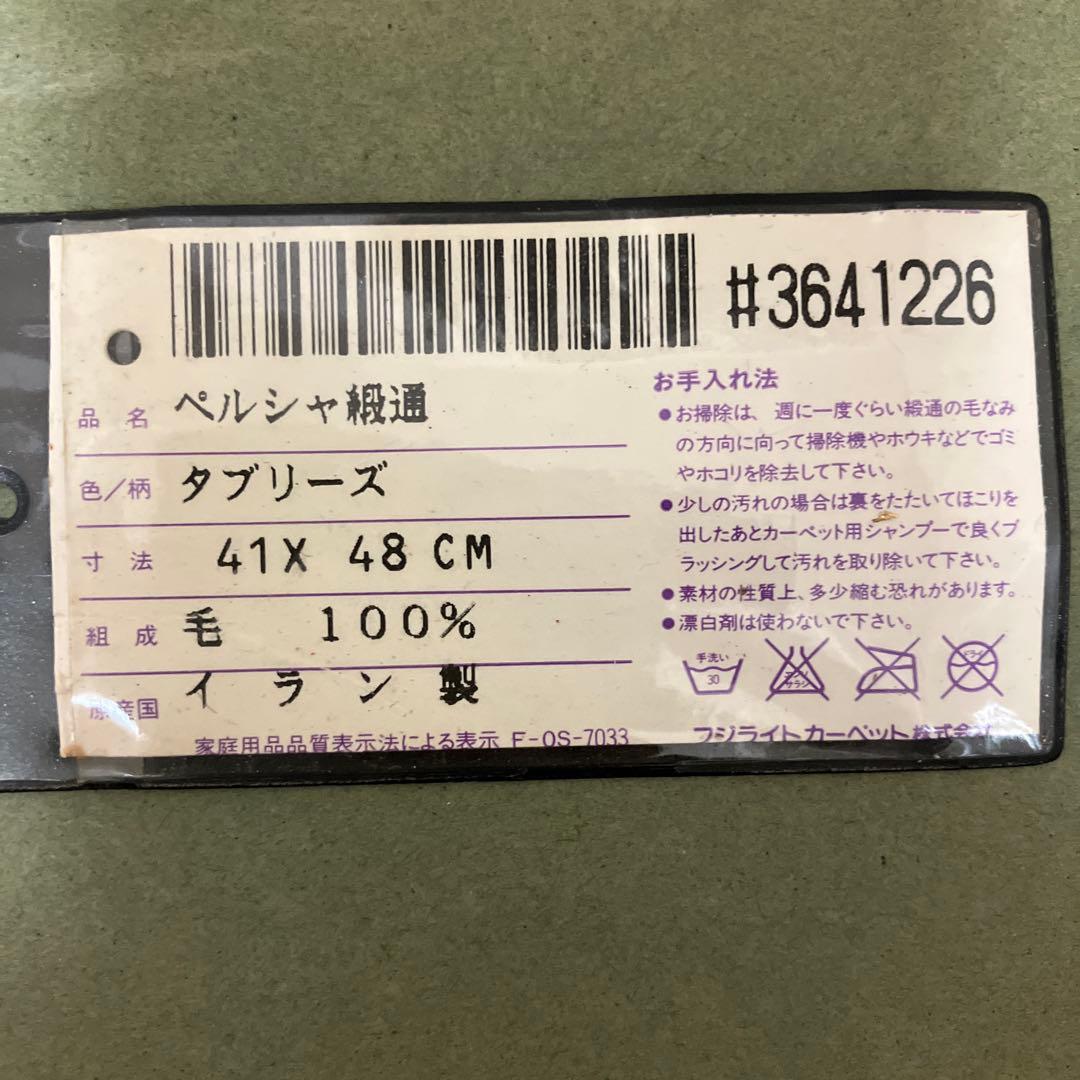 #3641226
品名 ペルシャ緞通
色／柄 タブリーズ
寸法 41X 48CM
組成 毛 100%
原産国 イラン製
家庭用品品質表示法による表示 F-OS-7033
お手入れ法
●お掃除は、週に一度ぐらい緞通の毛なみ
の方向に向って掃除機やホウキなどでゴミ
やホコリを除去して下さい。
●少しの汚れの場合は裏をたたいてほこりを
出したあとカーペット用シャンプーで良くブ
ラッシングして汚れを取り除いて下さい。
●素材の性質上、多少縮む恐れがあります。
●漂白剤は使わないで下さい。
手洗い
30
エンソ
サラシ
ドライ
フジライトカーペット株式会社